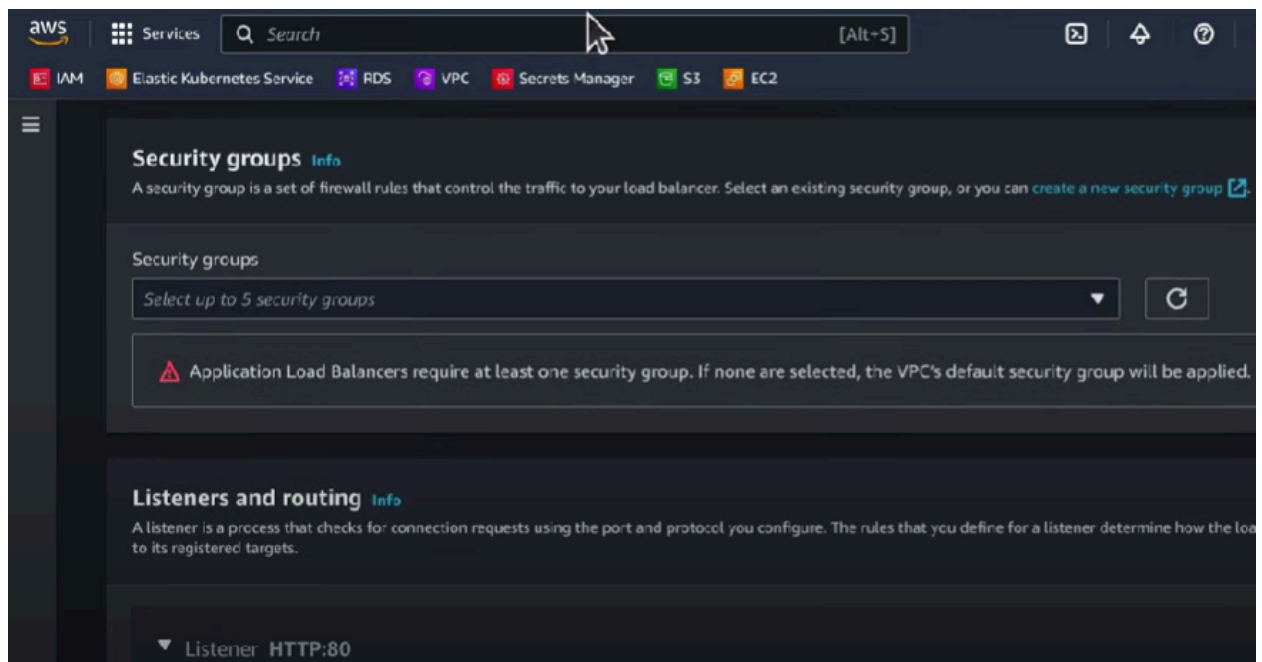 aws Services Search [Alt+S]
IAM Elastic Kubernetes Service RDS VPC Secrets Manager S3 EC2
Security groups Info
A security group is a set of firewall rules that control the traffic to your load balancer. Select an existing security group, or you can create a new security group.
Security groups
Select up to 5 security groups
Application Load Balancers require at least one security group. If none are selected, the VPC's default security group will be applied.
Listeners and routing Info
A listener is a process that checks for connection requests using the port and protocol you configure. The rules that you define for a listener determine how the loa
to its registered targets.
Listener HTTP:80